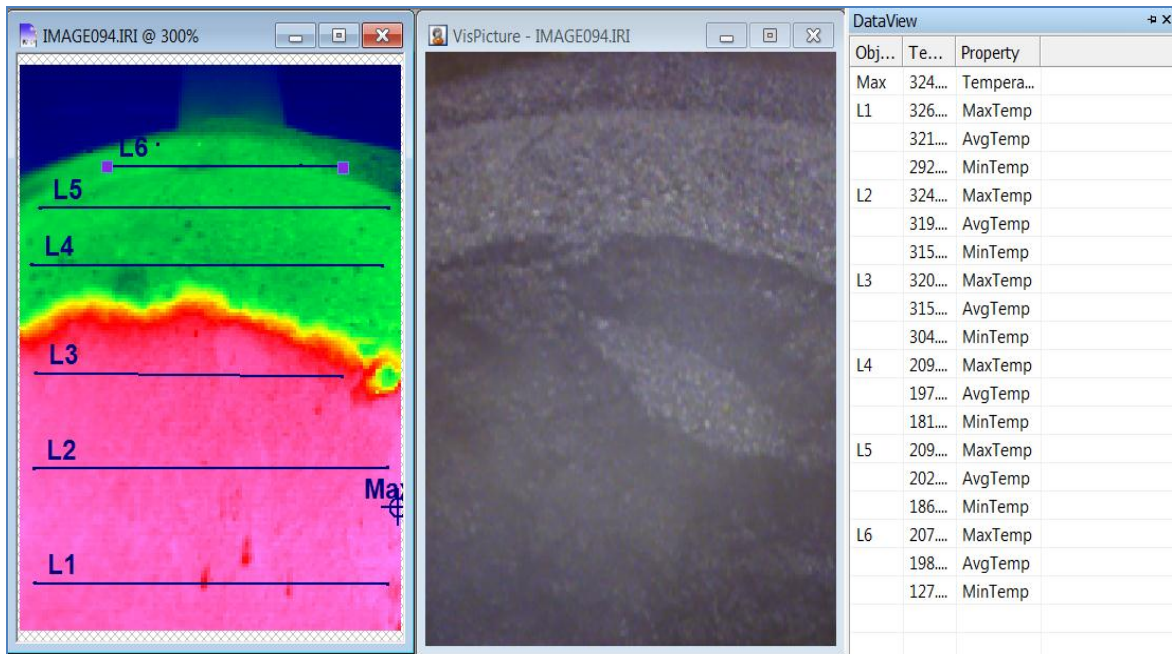 IMAGE094.IRI @ 300%
L6
L5
L4
L3
L2
Max
L1
VisPicture - IMAGE094.IRI
DataView
Obj... Te... Property
Max 324.... Tempera...
L1 326.... MaxTemp
321.... AvgTemp
292.... MinTemp
L2 324.... MaxTemp
319.... AvgTemp
315.... MinTemp
L3 320.... MaxTemp
315.... AvgTemp
304.... MinTemp
L4 209.... MaxTemp
197.... AvgTemp
181.... MinTemp
L5 209.... MaxTemp
202.... AvgTemp
186.... MinTemp
L6 207.... MaxTemp
198.... AvgTemp
127.... MinTemp